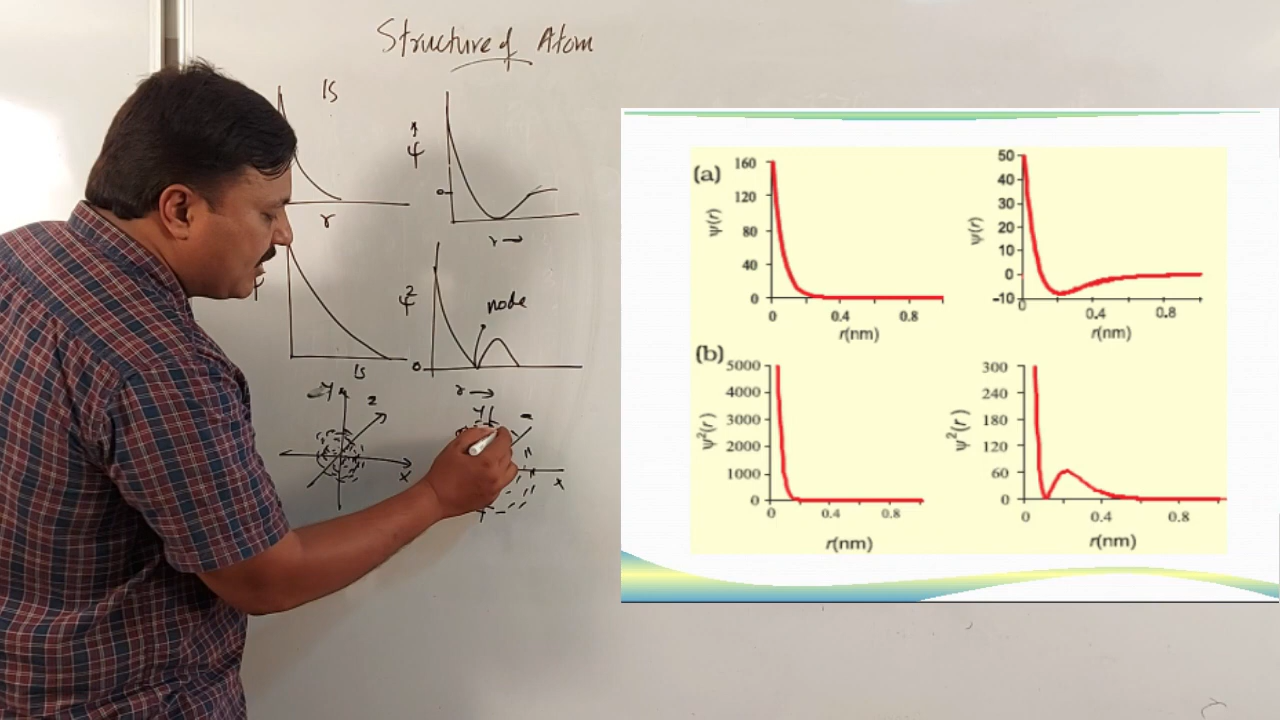 Structure of Atom
1S
r
ψ
0
r →
ψ
1S
ψ²
node
0
r →
y
z
x
y
x
(a)
ψ(r)
160
120
80
40
0
0 0.4 0.8
r(nm)
ψ(r)
50
40
30
20
10
0
-10
0 0.4 0.8
r(nm)
(b)
ψ²(r)
5000
4000
3000
2000
1000
0
0 0.4 0.8
r(nm)
ψ²(r)
300
240
180
120
60
0
0 0.4 0.8
r(nm)